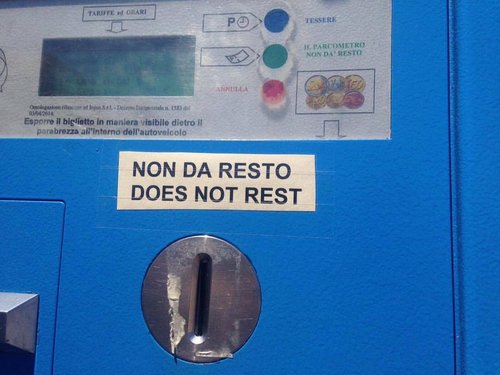 TARIFFE ed ORARI
P
TESSERE
IL PARCOMETRO
NON DA' RESTO
ANNULLA
Esporre il biglietto in maniera visibile dietro il
parabrezza all'interno dell'autoveicolo
NON DA RESTO
DOES NOT REST